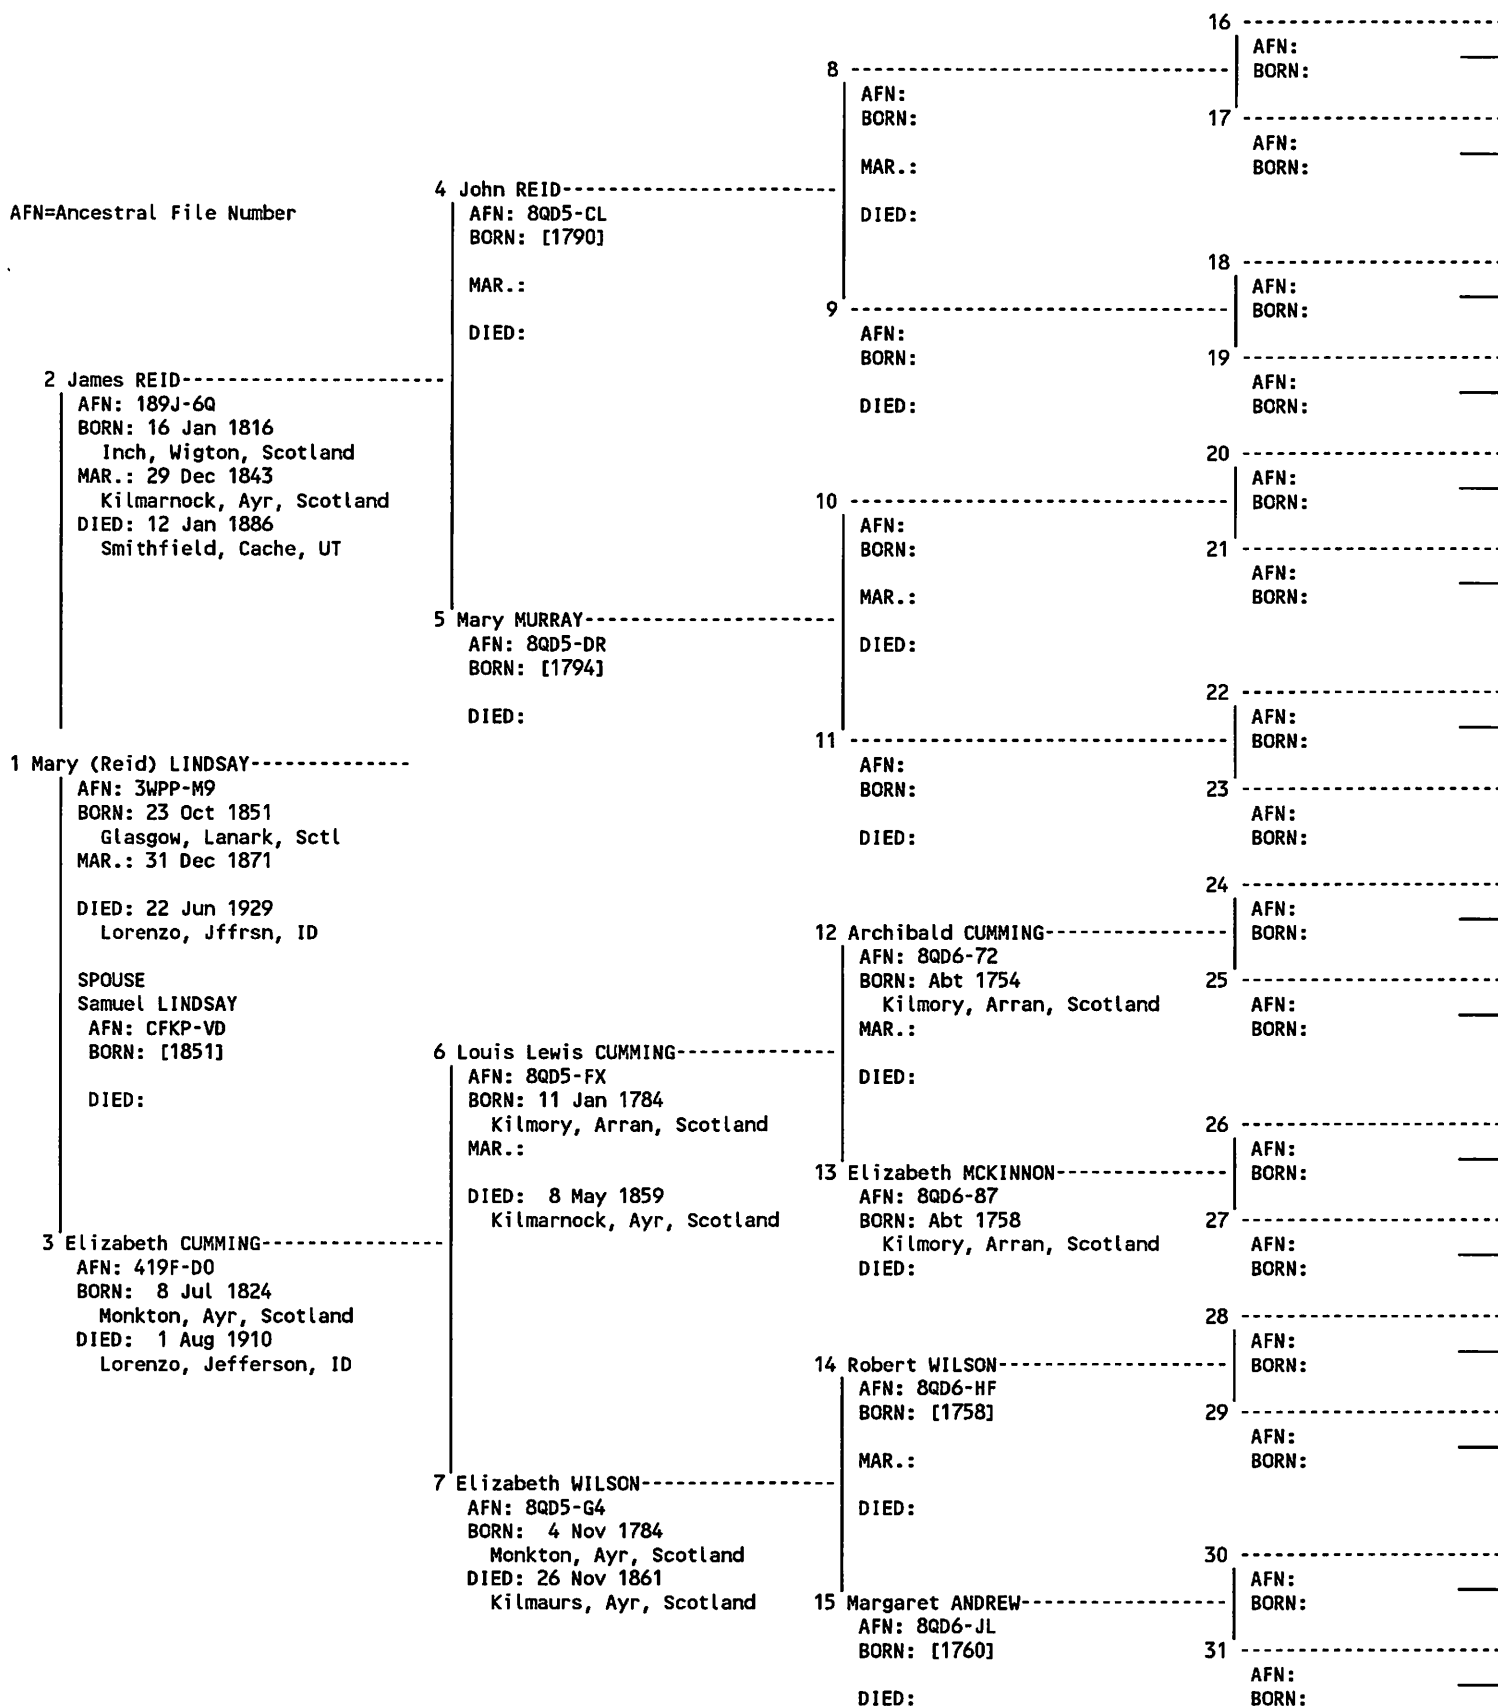 AFN=Ancestral File Number
1 Mary (Reid) LINDSAY
AFN: 3WPP-M9
BORN: 23 Oct 1851
Glasgow, Lanark, Sctl
MAR.: 31 Dec 1871
DIED: 22 Jun 1929
Lorenzo, Jffrsn, ID
SPOUSE
Samuel LINDSAY
AFN: CFKP-VD
BORN: [1851]
DIED:
2 James REID
AFN: 189J-6Q
BORN: 16 Jan 1816
Inch, Wigton, Scotland
MAR.: 29 Dec 1843
Kilmarnock, Ayr, Scotland
DIED: 12 Jan 1886
Smithfield, Cache, UT
3 Elizabeth CUMMING
AFN: 419F-D0
BORN: 8 Jul 1824
Monkton, Ayr, Scotland
DIED: 1 Aug 1910
Lorenzo, Jefferson, ID
4 John REID
AFN: 8QD5-CL
BORN: [1790]
MAR.:
DIED:
5 Mary MURRAY
AFN: 8QD5-DR
BORN: [1794]
DIED:
6 Louis Lewis CUMMING
AFN: 8QD5-FX
BORN: 11 Jan 1784
Kilmory, Arran, Scotland
MAR.:
DIED: 8 May 1859
Kilmarnock, Ayr, Scotland
7 Elizabeth WILSON
AFN: 8QD5-G4
BORN: 4 Nov 1784
Monkton, Ayr, Scotland
DIED: 26 Nov 1861
Kilmaurs, Ayr, Scotland
8
AFN:
BORN:
MAR.:
DIED:
9
AFN:
BORN:
DIED:
10
AFN:
BORN:
MAR.:
DIED:
11
AFN:
BORN:
DIED:
12 Archibald CUMMING
AFN: 8QD6-72
BORN: Abt 1754
Kilmory, Arran, Scotland
MAR.:
DIED:
13 Elizabeth MCKINNON
AFN: 8QD6-87
BORN: Abt 1758
Kilmory, Arran, Scotland
DIED:
14 Robert WILSON
AFN: 8QD6-HF
BORN: [1758]
MAR.:
DIED:
15 Margaret ANDREW
AFN: 8QD6-JL
BORN: [1760]
DIED:
16
AFN:
BORN:
17
AFN:
BORN:
18
AFN:
BORN:
19
AFN:
BORN:
20
AFN:
BORN:
21
AFN:
BORN:
22
AFN:
BORN:
23
AFN:
BORN:
24
AFN:
BORN:
25
AFN:
BORN:
26
AFN:
BORN:
27
AFN:
BORN:
28
AFN:
BORN:
29
AFN:
BORN:
30
AFN:
BORN:
31
AFN:
BORN: